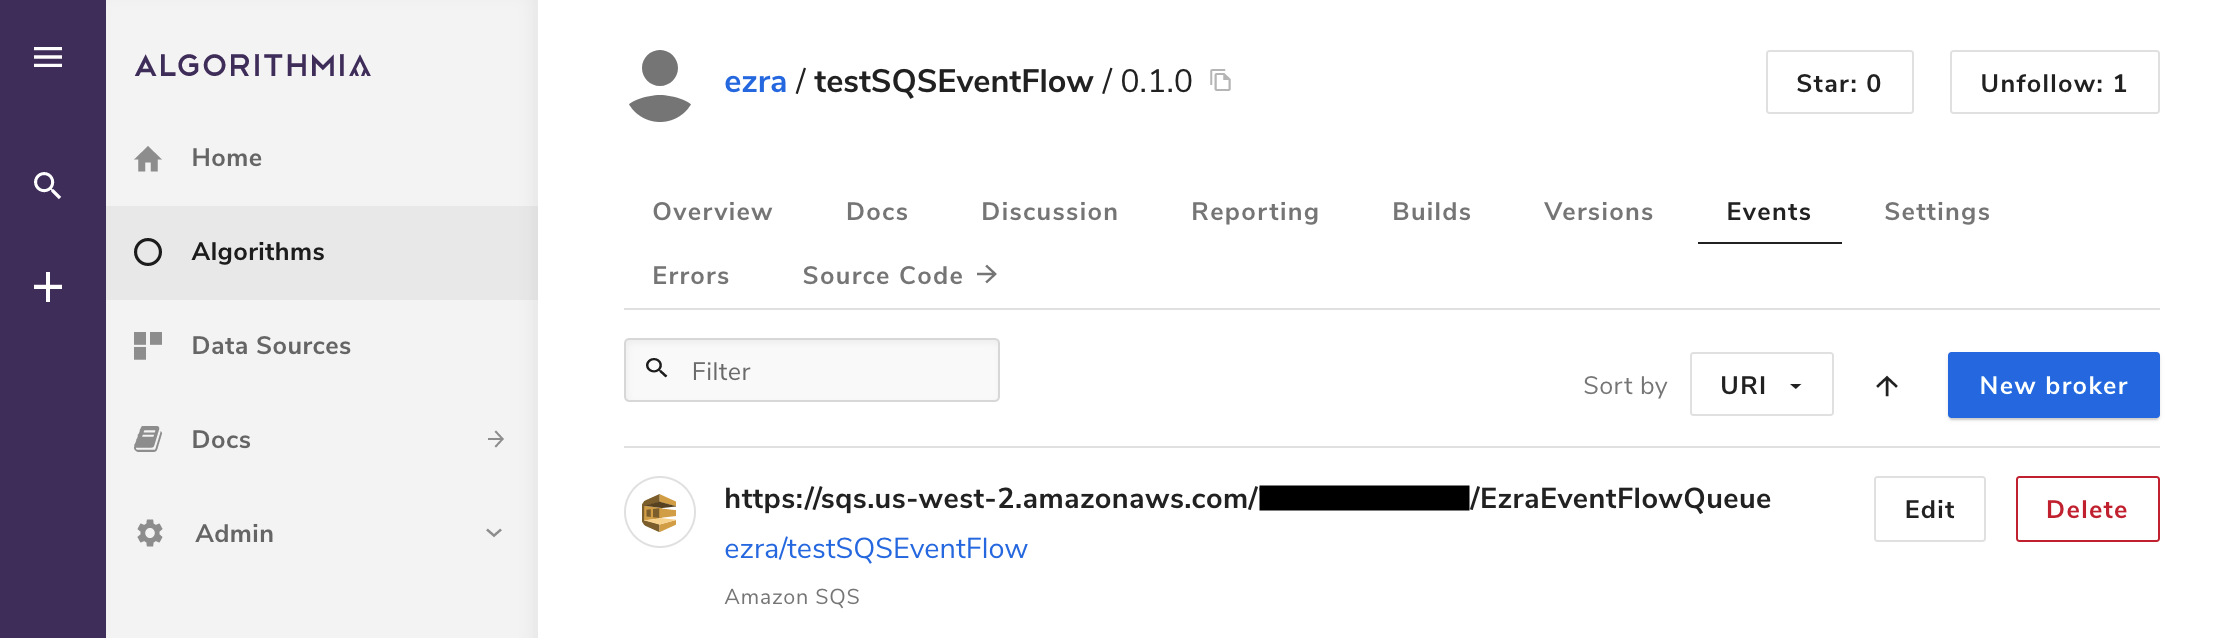 ALGORITHMIA
Home
Algorithms
Data Sources
Docs
Admin
ezra / testSQSEventFlow / 0.1.0
Star: 0
Unfollow: 1
Overview
Docs
Discussion
Reporting
Builds
Versions
Events
Settings
Errors
Source Code →
Filter
Sort by
URI
New broker
https://sqs.us-west-2.amazonaws.com/ /EzraEventFlowQueue
Edit
Delete
ezra/testSQSEventFlow
Amazon SQS